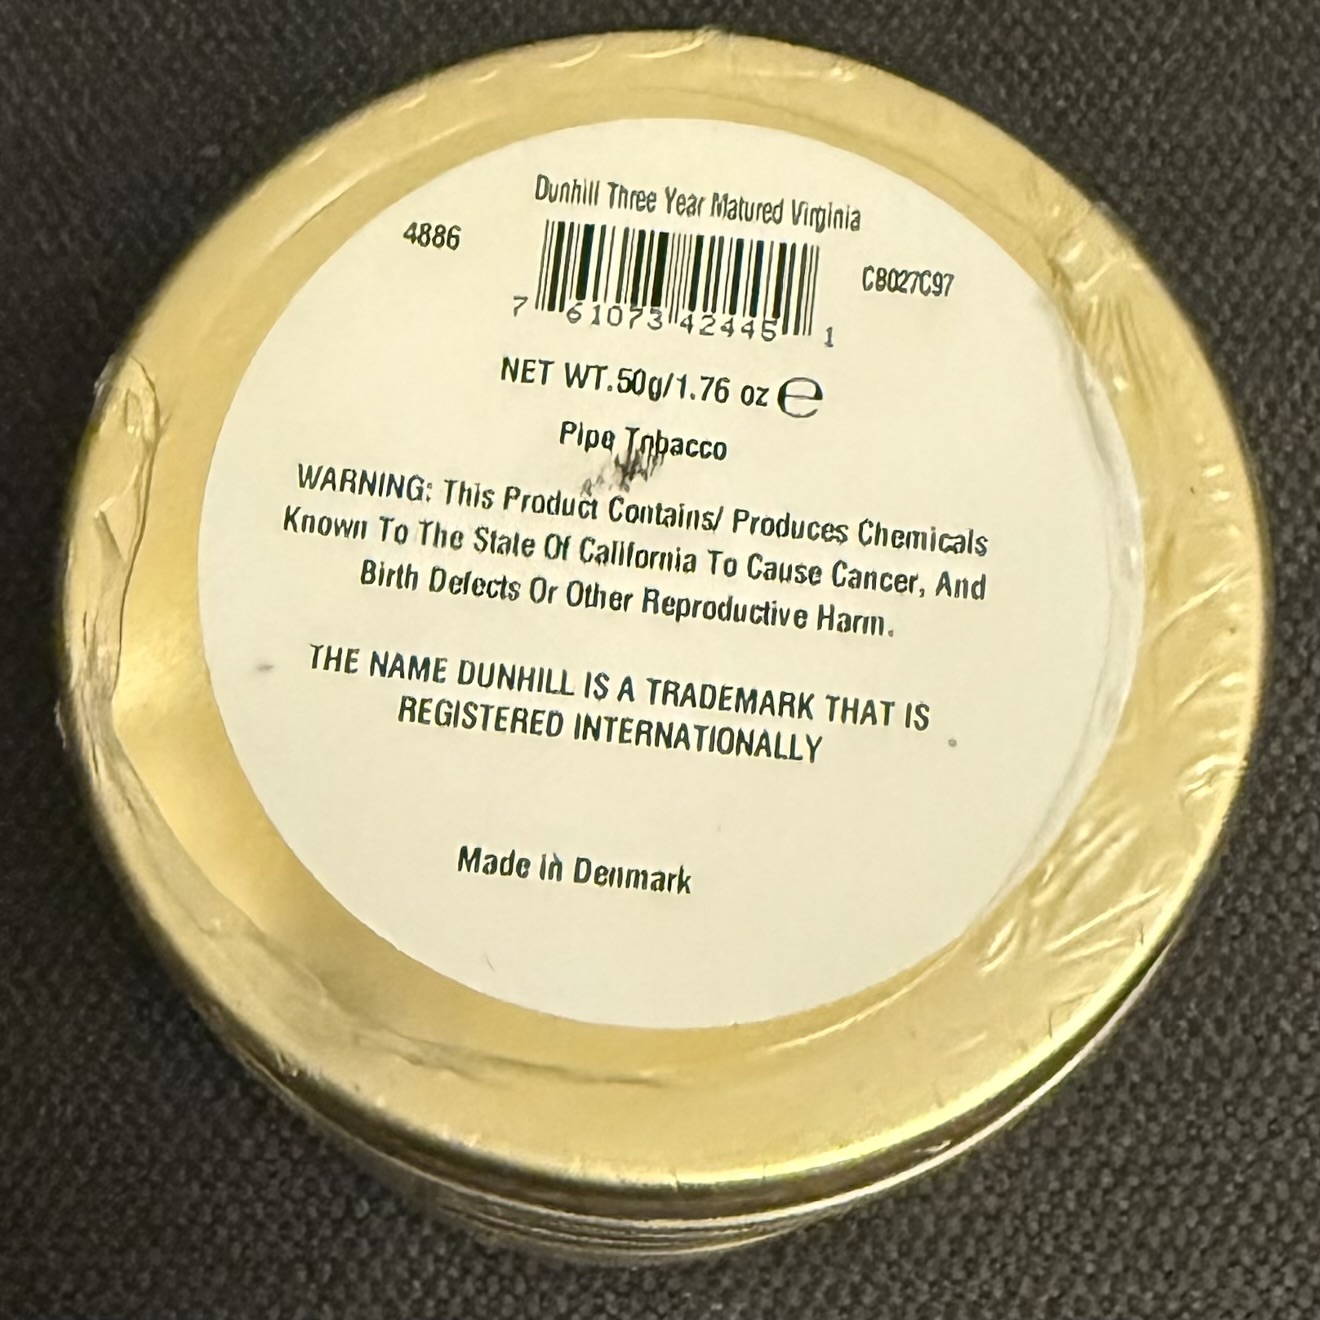 Dunhill Three Year Matured Virginia
4886
CB027C97
7 61073 42445 1
NET WT.50g/1.76 oz ℮
Pipe Tobacco
WARNING: This Product Contains/ Produces Chemicals
Known To The State Of California To Cause Cancer, And
Birth Defects Or Other Reproductive Harm.
THE NAME DUNHILL IS A TRADEMARK THAT IS
REGISTERED INTERNATIONALLY
Made in Denmark